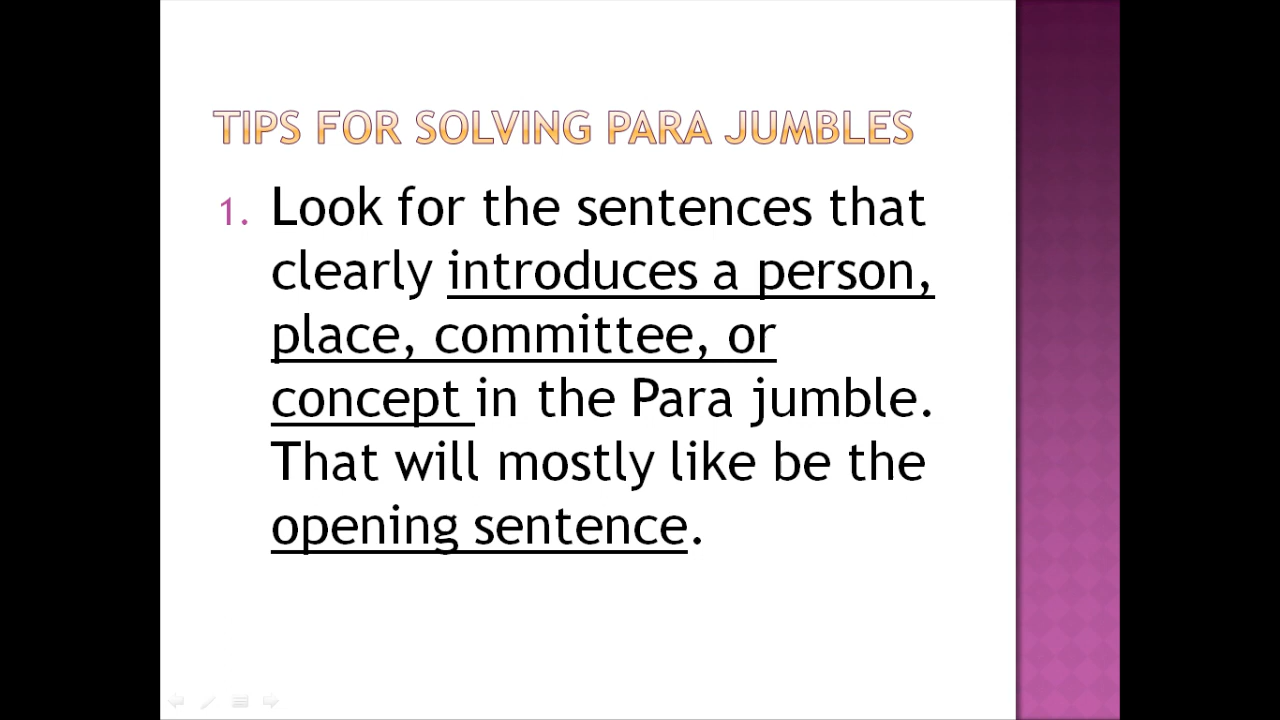 TIPS FOR SOLVING PARA JUMBLES
1. Look for the sentences that
clearly introduces a person,
place, committee, or
concept in the Para jumble.
That will mostly like be the
opening sentence.